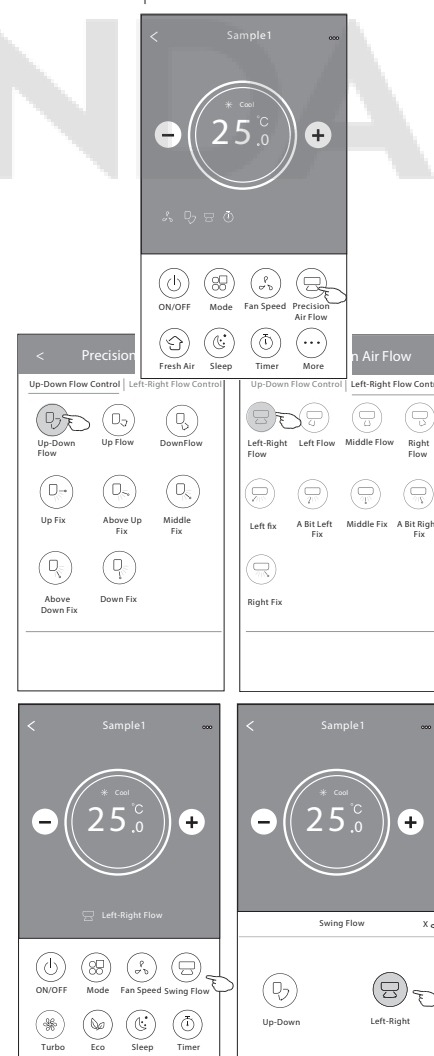 NDA
Sample1
Cool
25.0 °C
ON/OFF Mode Fan Speed Precision Air Flow
Fresh Air Sleep Timer More
< Precision
Up-Down Flow Control Left-Right Flow Control
Up-Down Flow
Up Flow
DownFlow
Up Fix
Above Up Fix
Middle Fix
Above Down Fix
Down Fix
n Air Flow
Up-Down Flow Control Left-Right Flow Contr
Left-Right Flow
Left Flow
Middle Flow
Right Flow
Left fix
A Bit Left Fix
Middle Fix
A Bit Righ Fix
Right Fix
Sample1
Cool
25.0 °C
Left-Right Flow
ON/OFF Mode Fan Speed Swing Flow
Turbo Eco Sleep Timer
Sample1
Cool
25.0 °C
Swing Flow X
Up-Down Left-Right